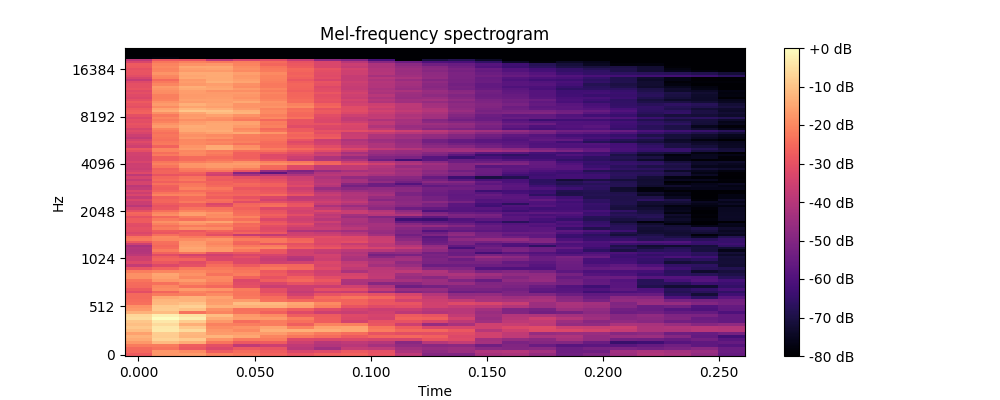 Mel-frequency spectrogram
Hz
16384
8192
4096
2048
1024
512
0
0.000 0.050 0.100 0.150 0.200 0.250
Time
+0 dB
-10 dB
-20 dB
-30 dB
-40 dB
-50 dB
-60 dB
-70 dB
-80 dB